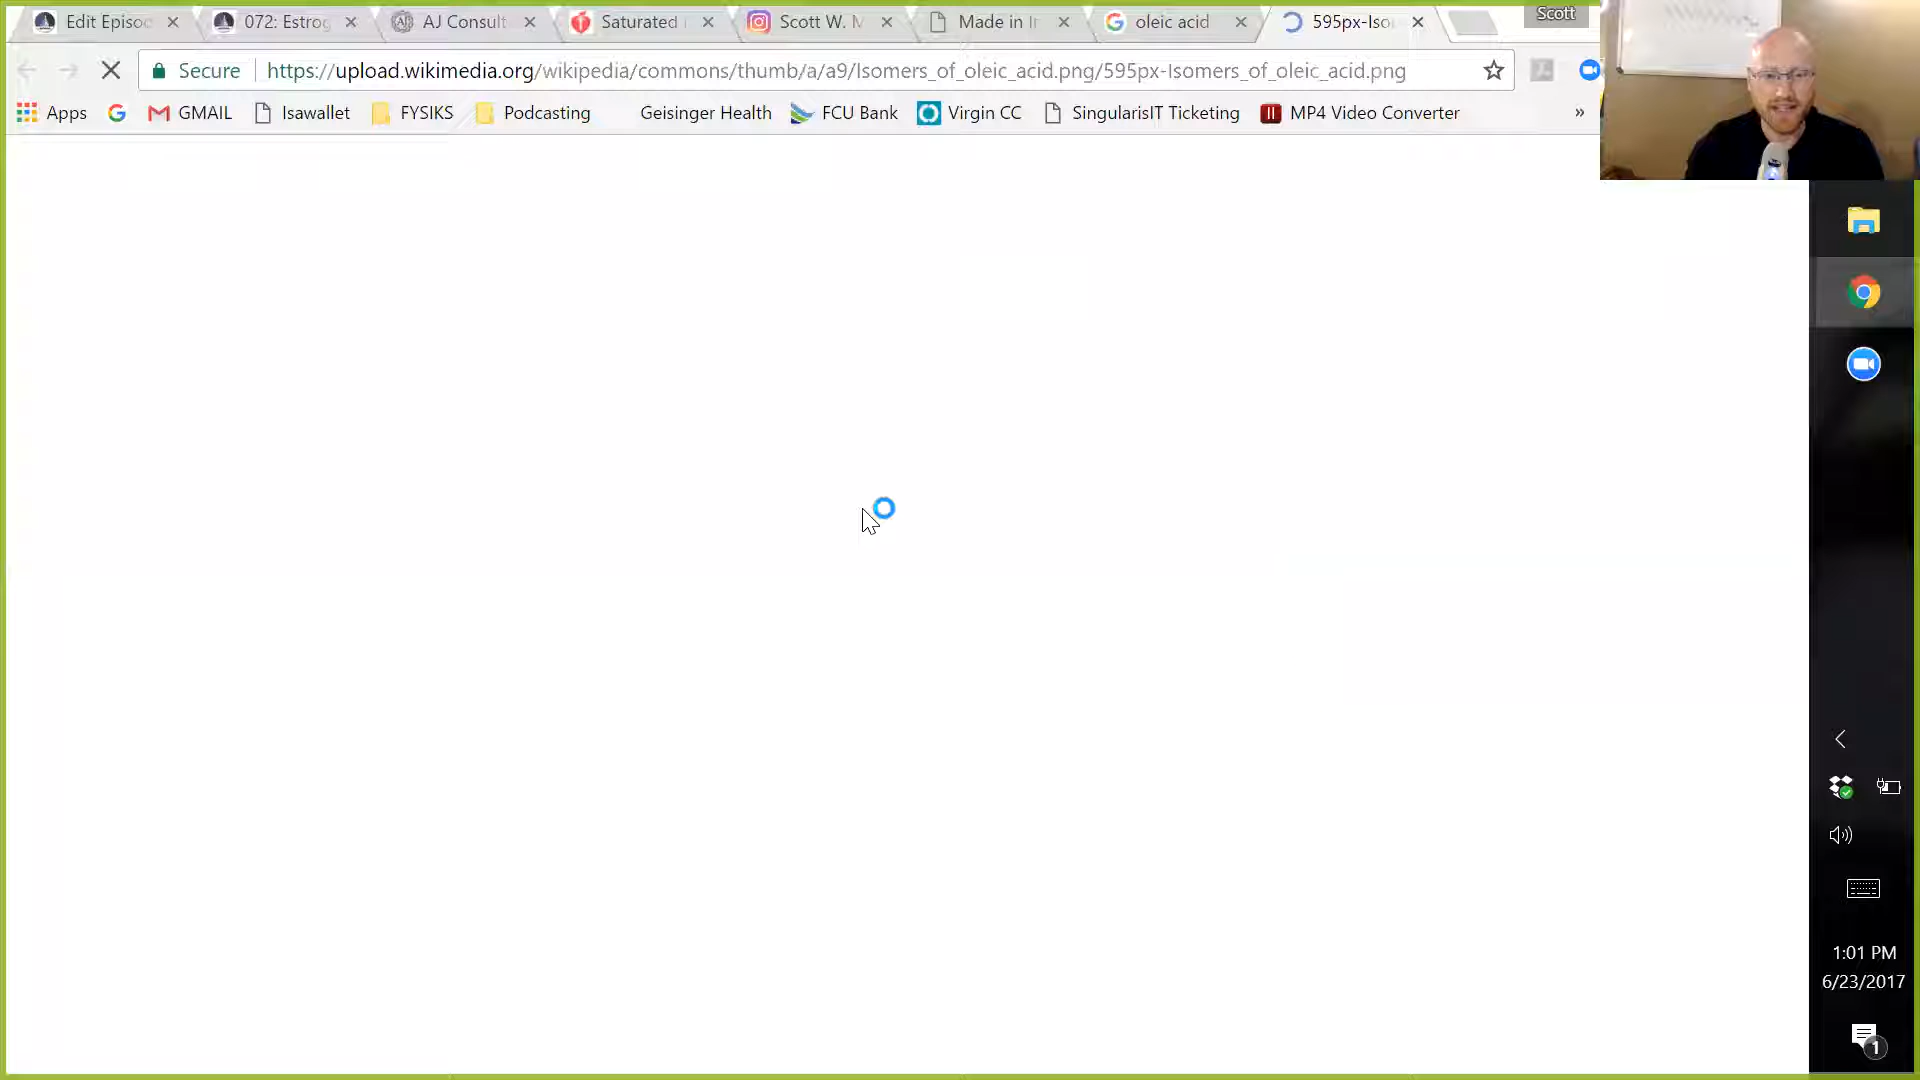 Edit Episo
072: Estrog
AJ Consult
Saturated
Scott W. M
Made in I
oleic acid
595px-Iso
Scott
Secure
https://upload.wikimedia.org/wikipedia/commons/thumb/a/a9/Isomers_of_oleic_acid.png/595px-Isomers_of_oleic_acid.png
Apps
GMAIL
Isawallet
FYSIKS
Podcasting
Geisinger Health
FCU Bank
Virgin CC
SingularisIT Ticketing
MP4 Video Converter
»
1:01 PM
6/23/2017
1